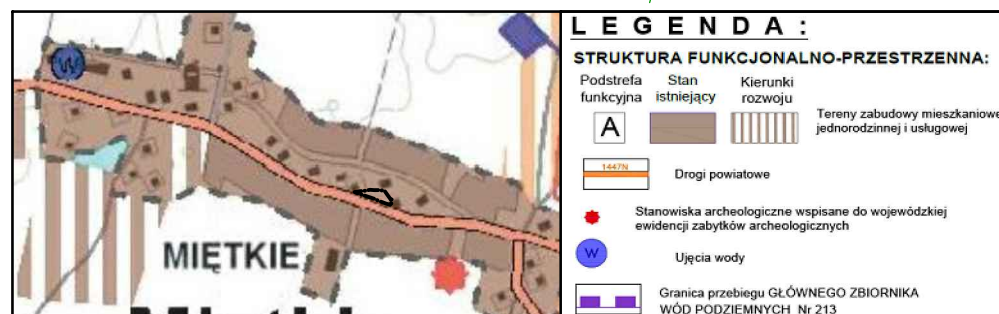 W
MIĘTKIE
LEGENDA:
STRUKTURA FUNKCJONALNO-PRZESTRZENNA:
Podstrefa funkcyjna
Stan istniejący
Kierunki rozwoju
A
Tereny zabudowy mieszkaniowe
jednorodzinnej i usługowej
1447N
Drogi powiatowe
Stanowiska archeologiczne wspisane do wojewódzkiej
ewidencji zabytków archeologicznych
W
Ujęcia wody
Granica przebiegu GŁÓWNEGO ZBIORNIKA
WÓD PODZIEMNYCH Nr 213